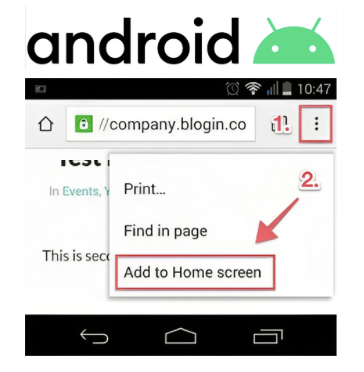 android
10:47
//company.blogin.co
1.
In Events, Y
Print...
2.
Find in page
This is seco
Add to Home screen